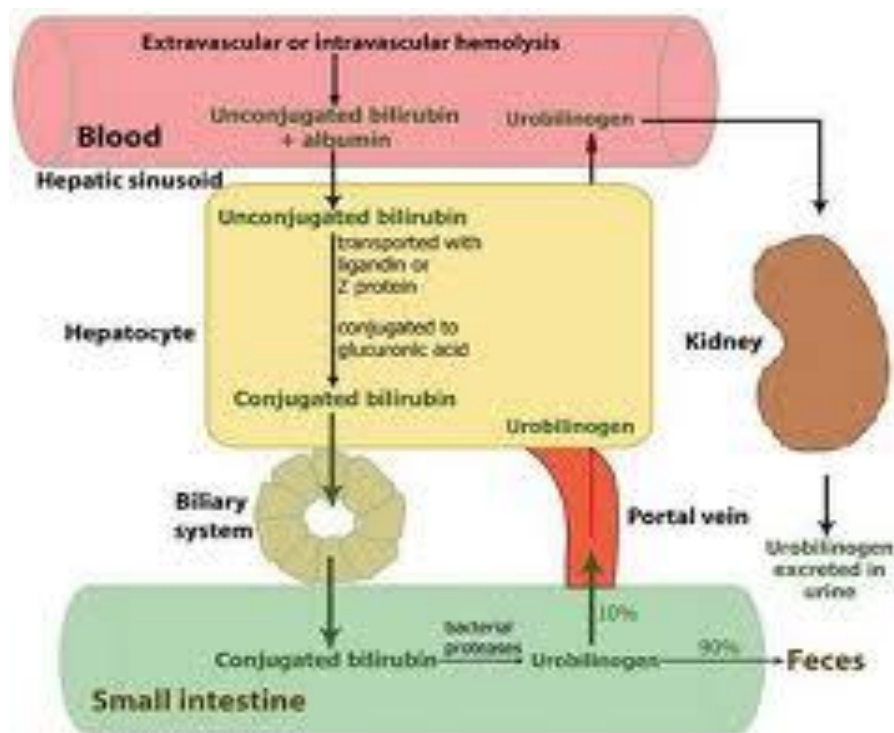 Extravascular or intravascular hemolysis
Unconjugated bilirubin
+ albumin
Urobilinogen
Blood
Hepatic sinusoid
Unconjugated bilirubin
transported with
ligandin or
Z protein
Hepatocyte
conjugated to
glucuronic acid
Kidney
Conjugated bilirubin
Urobilinogen
Biliary
system
Portal vein
Urobilinogen
excreted in
urine
10%
bacterial
proteases
Conjugated bilirubin
Urobilinogen
90%
Feces
Small intestine